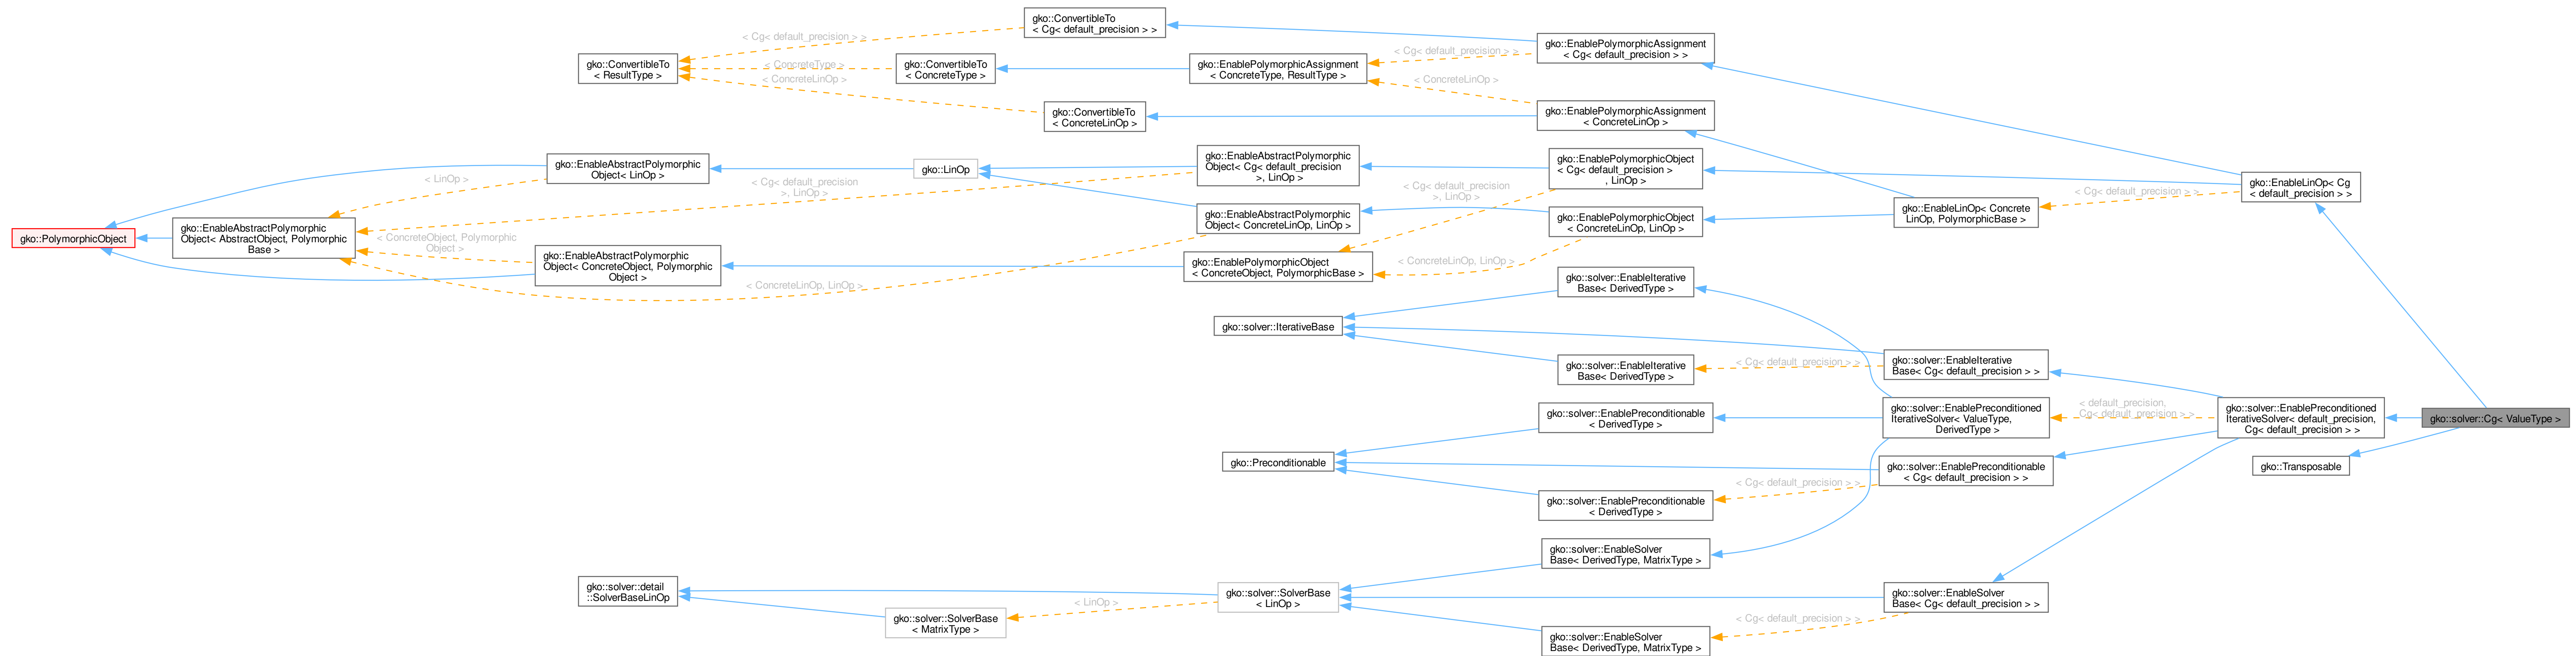 gko::ConvertibleTo
< Cg< default_precision > >
< Cg< default_precision > >
gko::ConvertibleTo
< ResultType >
< ConcreteType >
< ConcreteLinOp >
gko::ConvertibleTo
< ConcreteType >
gko::ConvertibleTo
< ConcreteLinOp >
gko::EnablePolymorphicAssignment
< ConcreteType, ResultType >
< Cg< default_precision > >
< ConcreteLinOp >
gko::EnablePolymorphicAssignment
< Cg< default_precision > >
gko::EnablePolymorphicAssignment
< ConcreteLinOp >
gko::PolymorphicObject
gko::EnableAbstractPolymorphic
Object< AbstractObject, Polymorphic
Base >
gko::EnableAbstractPolymorphic
Object< LinOp >
< LinOp >
< Cg< default_precision
>, LinOp >
< ConcreteObject, Polymorphic
Object >
gko::EnableAbstractPolymorphic
Object< ConcreteObject, Polymorphic
Object >
< ConcreteLinOp, LinOp >
gko::LinOp
gko::EnableAbstractPolymorphic
Object< Cg< default_precision
>, LinOp >
gko::EnableAbstractPolymorphic
Object< ConcreteLinOp, LinOp >
gko::EnablePolymorphicObject
< ConcreteObject, PolymorphicBase >
< Cg< default_precision
>, LinOp >
< ConcreteLinOp, LinOp >
gko::EnablePolymorphicObject
< Cg< default_precision >
, LinOp >
gko::EnablePolymorphicObject
< ConcreteLinOp, LinOp >
gko::EnableLinOp< Concrete
LinOp, PolymorphicBase >
< Cg< default_precision > >
gko::EnableLinOp< Cg
< default_precision > >
gko::solver::EnableIterative
Base< DerivedType >
gko::solver::IterativeBase
gko::solver::EnableIterative
Base< DerivedType >
< Cg< default_precision > >
gko::solver::EnableIterative
Base< Cg< default_precision > >
gko::solver::EnablePreconditionable
< DerivedType >
gko::solver::EnablePreconditioned
IterativeSolver< ValueType,
DerivedType >
< default_precision,
Cg< default_precision > >
gko::solver::EnablePreconditioned
IterativeSolver< default_precision,
Cg< default_precision > >
gko::solver::Cg< ValueType >
gko::Preconditionable
gko::solver::EnablePreconditionable
< Cg< default_precision > >
gko::Transposable
< Cg< default_precision > >
gko::solver::EnablePreconditionable
< DerivedType >
gko::solver::EnableSolver
Base< DerivedType, MatrixType >
gko::solver::detail
::SolverBaseLinOp
gko::solver::SolverBase
< MatrixType >
< LinOp >
gko::solver::SolverBase
< LinOp >
gko::solver::EnableSolver
Base< Cg< default_precision > >
< Cg< default_precision > >
gko::solver::EnableSolver
Base< DerivedType, MatrixType >